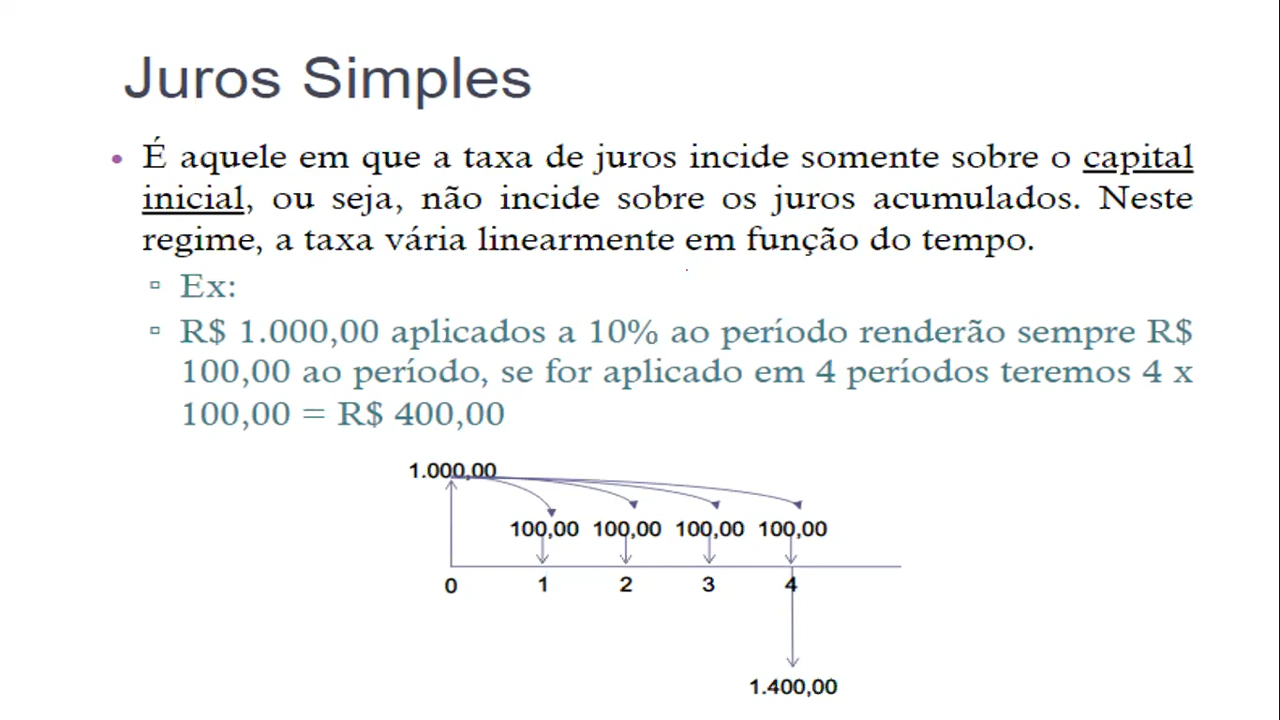 Juros Simples
• É aquele em que a taxa de juros incide somente sobre o capital
inicial, ou seja, não incide sobre os juros acumulados. Neste
regime, a taxa vária linearmente em função do tempo.
▫ Ex:
▫ R$ 1.000,00 aplicados a 10% ao período renderão sempre R$
100,00 ao período, se for aplicado em 4 períodos teremos 4 x
100,00 = R$ 400,00
1.000,00
100,00 100,00 100,00 100,00
0 1 2 3 4
1.400,00